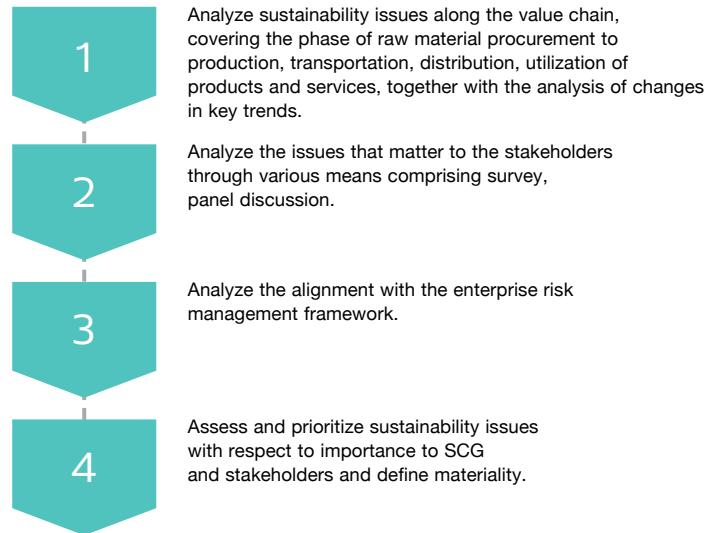 1
Analyze sustainability issues along the value chain,
covering the phase of raw material procurement to
production, transportation, distribution, utilization of
products and services, together with the analysis of changes
in key trends.
2
Analyze the issues that matter to the stakeholders
through various means comprising survey,
panel discussion.
3
Analyze the alignment with the enterprise risk
management framework.
4
Assess and prioritize sustainability issues
with respect to importance to SCG
and stakeholders and define materiality.